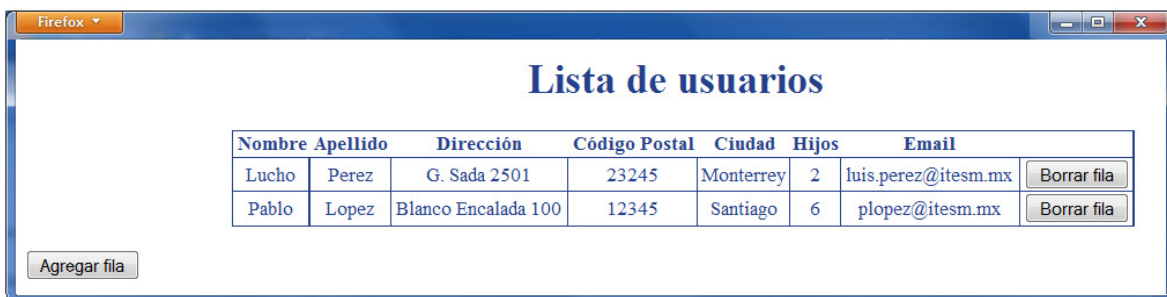 Firefox
Lista de usuarios
Nombre Apellido Dirección Código Postal Ciudad Hijos Email
Lucho Perez G. Sada 2501 23245 Monterrey 2 luis.perez@itesm.mx Borrar fila
Pablo Lopez Blanco Encalada 100 12345 Santiago 6 plopez@itesm.mx Borrar fila
Agregar fila